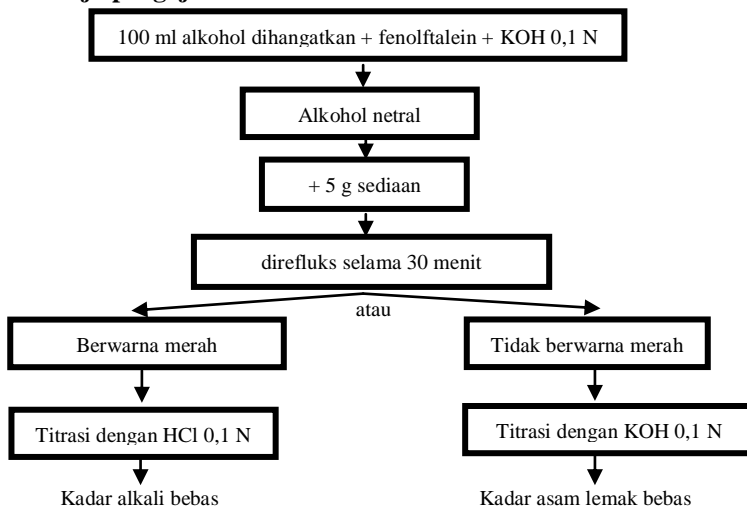 100 ml alkohol dihangatkan + fenolftalein + KOH 0,1 N
Alkohol netral
+ 5 g sediaan
direfluks selama 30 menit
atau
Berwarna merah
Tidak berwarna merah
Titrasi dengan HCl 0,1 N
Titrasi dengan KOH 0,1 N
Kadar alkali bebas
Kadar asam lemak bebas